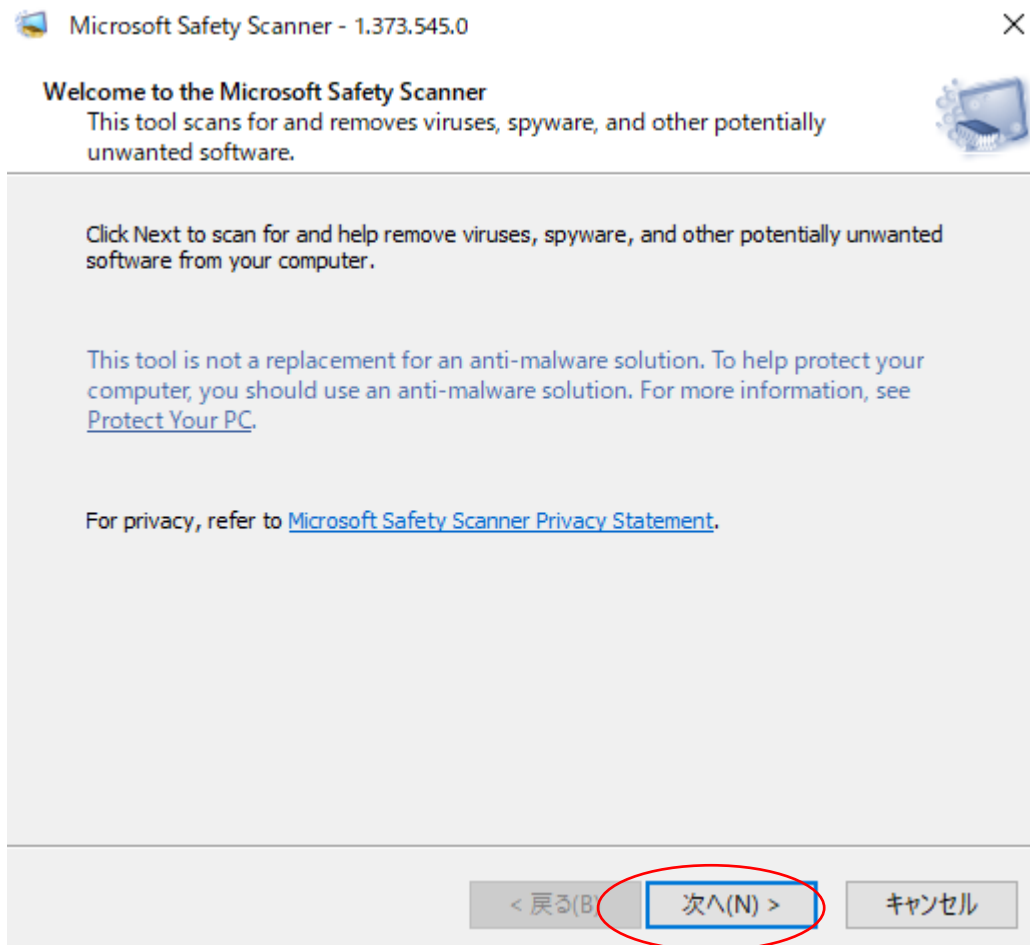 Microsoft Safety Scanner - 1.373.545.0
Welcome to the Microsoft Safety Scanner
This tool scans for and removes viruses, spyware, and other potentially
unwanted software.
Click Next to scan for and help remove viruses, spyware, and other potentially unwanted
software from your computer.
This tool is not a replacement for an anti-malware solution. To help protect your
computer, you should use an anti-malware solution. For more information, see
Protect Your PC.
For privacy, refer to Microsoft Safety Scanner Privacy Statement.
< 戻る(B) 次へ(N) > キャンセル